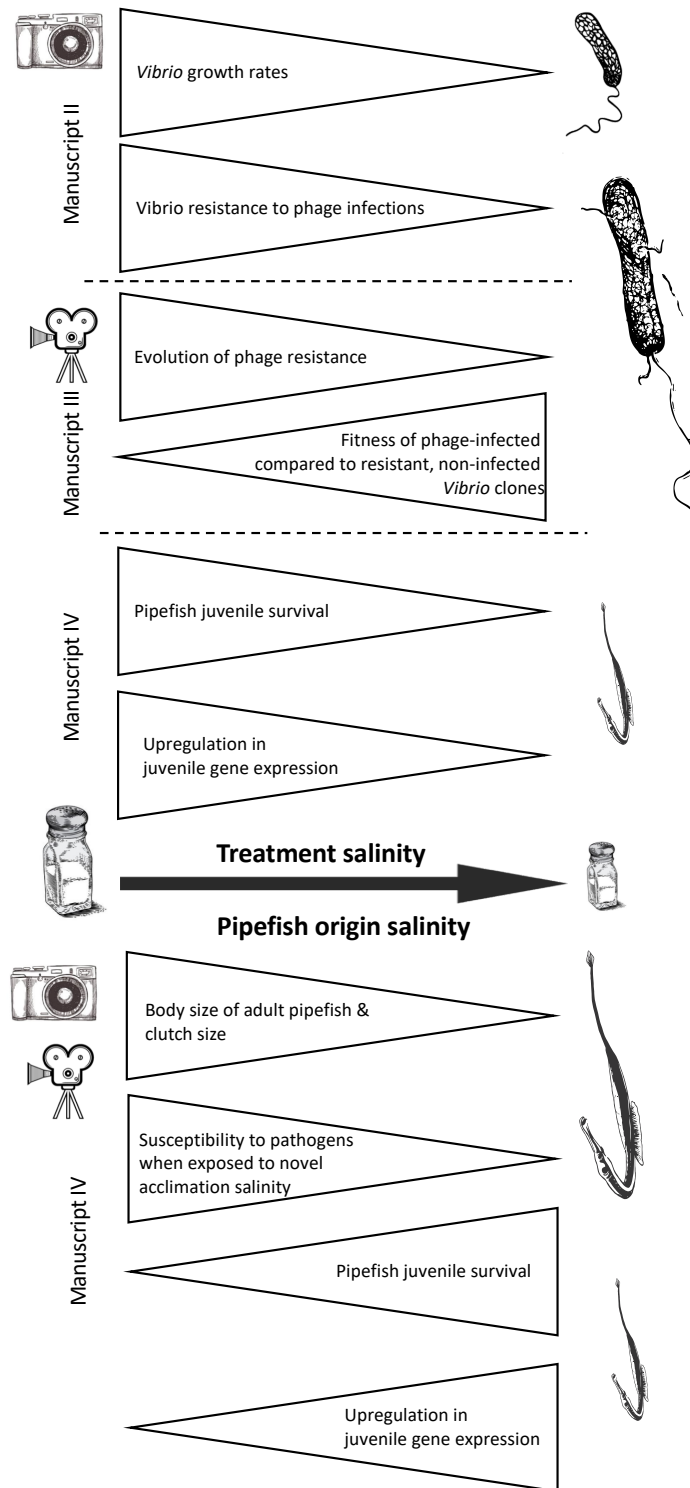 Manuscript II
Vibrio growth rates
Vibrio resistance to phage infections
Manuscript III
Evolution of phage resistance
Fitness of phage-infected
compared to resistant, non-infected
Vibrio clones
Manuscript IV
Pipefish juvenile survival
Upregulation in
juvenile gene expression
Treatment salinity
Pipefish origin salinity
Body size of adult pipefish &
clutch size
Manuscript IV
Susceptibility to pathogens
when exposed to novel
acclimation salinity
Pipefish juvenile survival
Upregulation in
juvenile gene expression